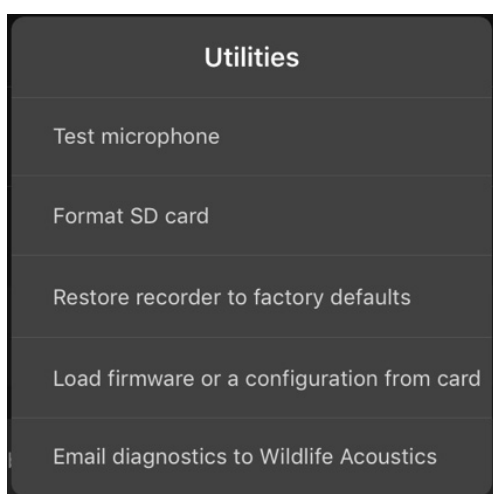 Utilities
Test microphone
Format SD card
Restore recorder to factory defaults
Load firmware or a configuration from card
Email diagnostics to Wildlife Acoustics